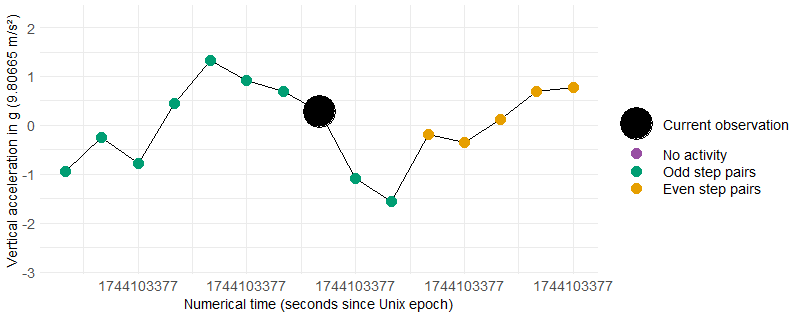 Vertical acceleration in g (9.80665 m/s²)
2
1
0
-1
-2
-3
1744103377 1744103377 1744103377 1744103377 1744103377
Numerical time (seconds since Unix epoch)
Current observation
No activity
Odd step pairs
Even step pairs